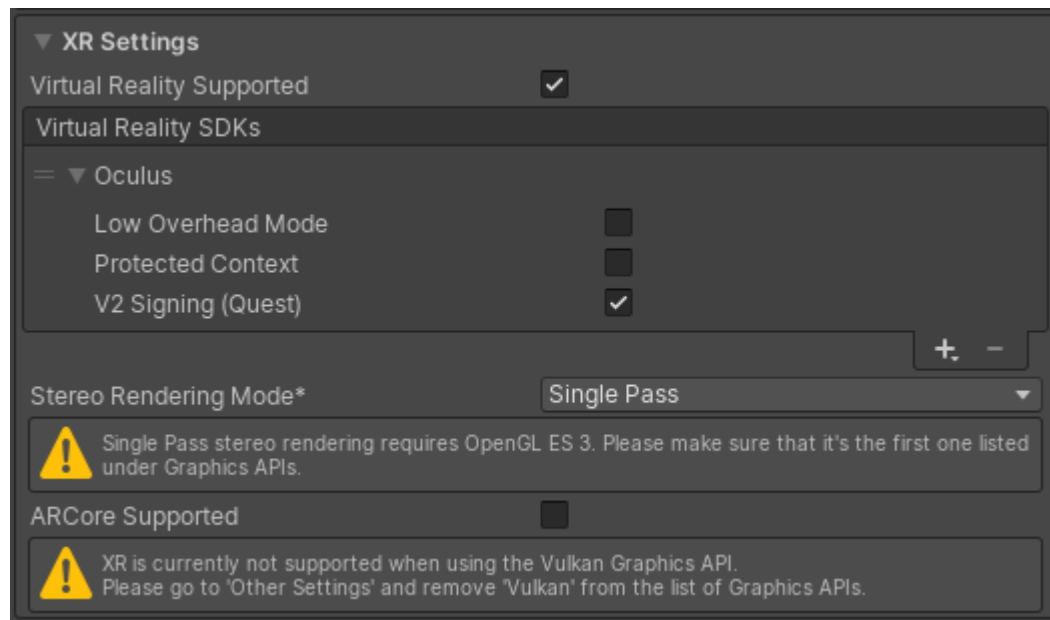 XR Settings
Virtual Reality Supported
Virtual Reality SDKs
Oculus
Low Overhead Mode
Protected Context
V2 Signing (Quest)
Stereo Rendering Mode*
Single Pass
Single Pass stereo rendering requires OpenGL ES 3. Please make sure that it's the first one listed
under Graphics APIs.
ARCore Supported
XR is currently not supported when using the Vulkan Graphics API.
Please go to 'Other Settings' and remove 'Vulkan' from the list of Graphics APIs.